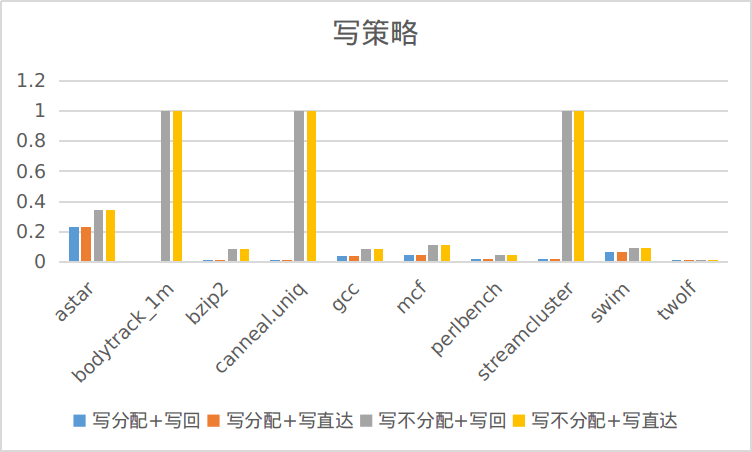 写策略
1.2
1
0.8
0.6
0.4
0.2
0
astar
bodytrack_1m
bzip2
canneal.uniq
gcc
mcf
perlbench
streamcluster
swim
twolf
写分配+写回 写分配+写直达 写不分配+写回 写不分配+写直达